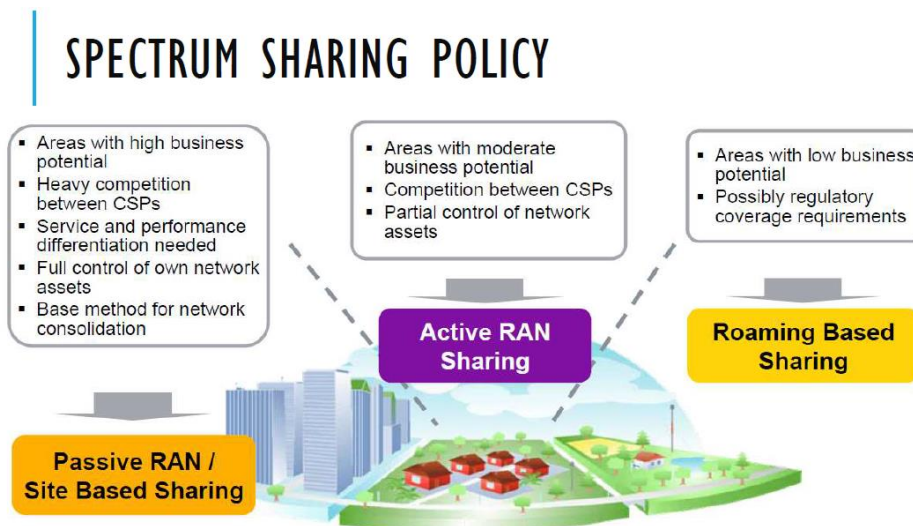 SPECTRUM SHARING POLICY
▪ Areas with high business
potential
▪ Heavy competition
between CSPs
▪ Service and performance
differentiation needed
▪ Full control of own network
assets
▪ Base method for network
consolidation
Passive RAN /
Site Based Sharing
▪ Areas with moderate
business potential
▪ Competition between CSPs
▪ Partial control of network
assets
Active RAN
Sharing
▪ Areas with low business
potential
▪ Possibly regulatory
coverage requirements
Roaming Based
Sharing